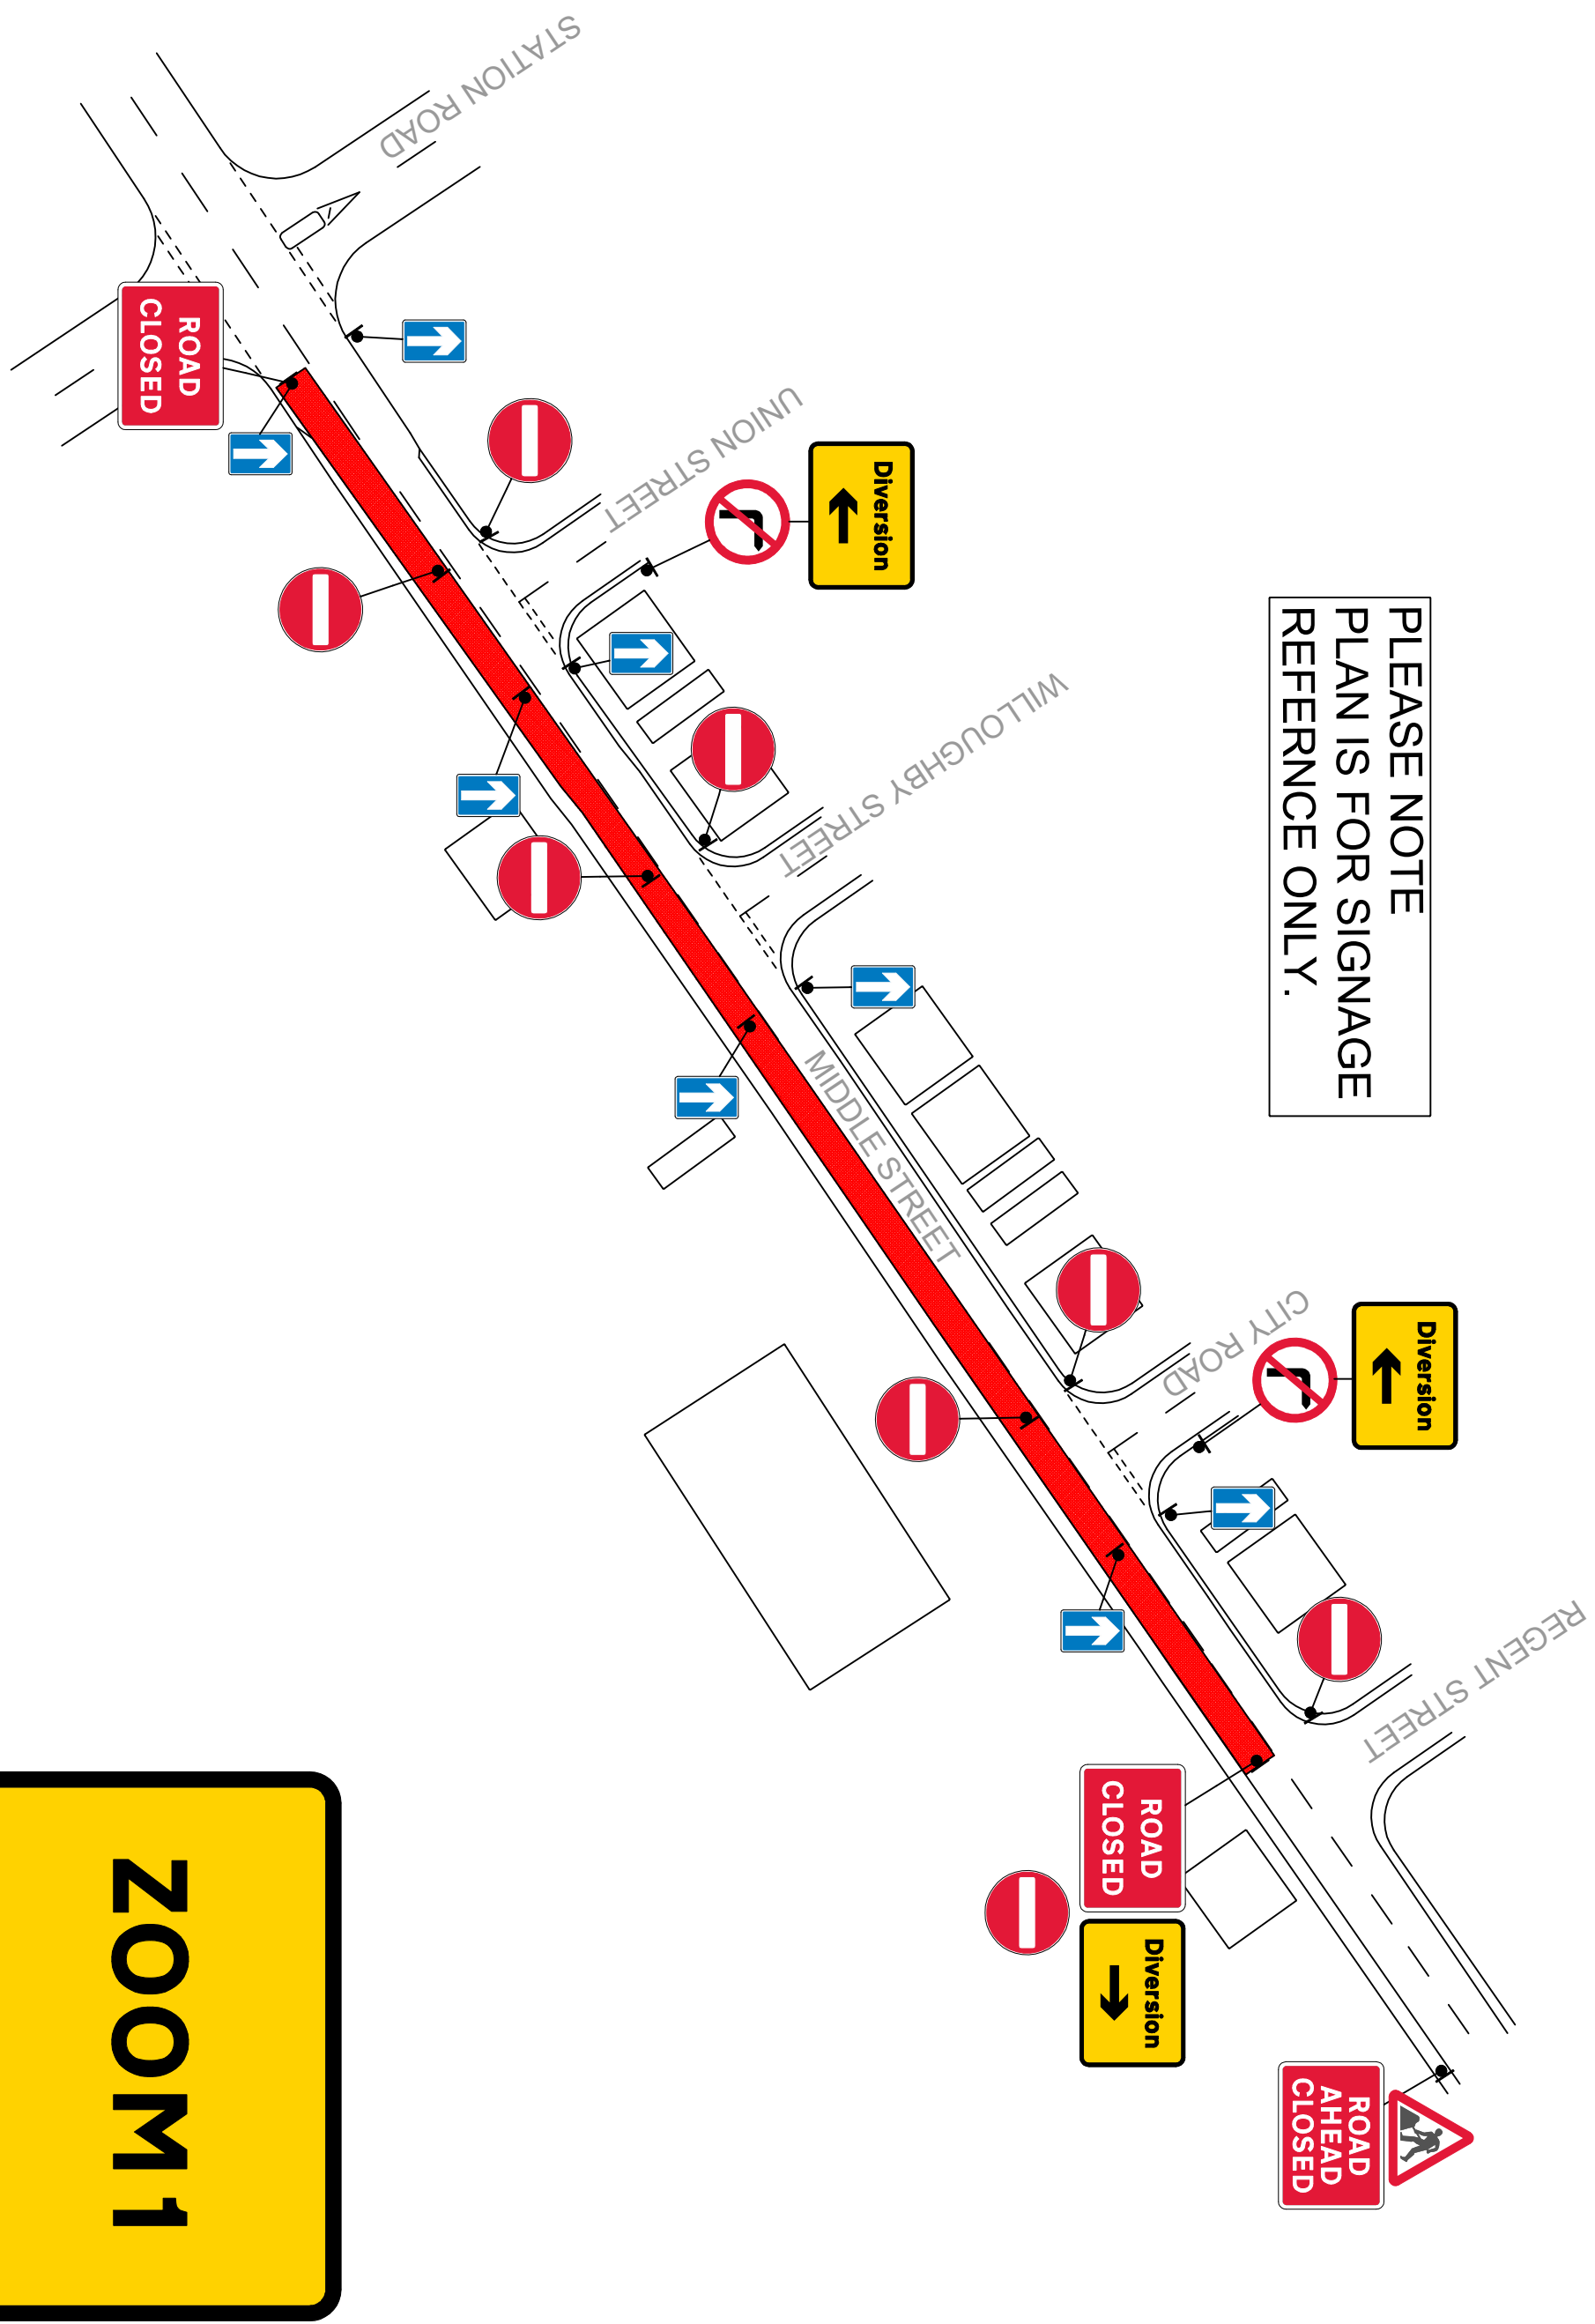 PLEASE NOTE
PLAN IS FOR SIGNAGE
REFERNCE ONLY.
STATION ROAD
UNION STREET
WILLOUGHBY STREET
MIDDLE STREET
CITY ROAD
REGENT STREET
Diversion
Diversion
ROAD
CLOSED
ROAD
CLOSED
Diversion
ROAD
AHEAD
CLOSED
ZOOM 1